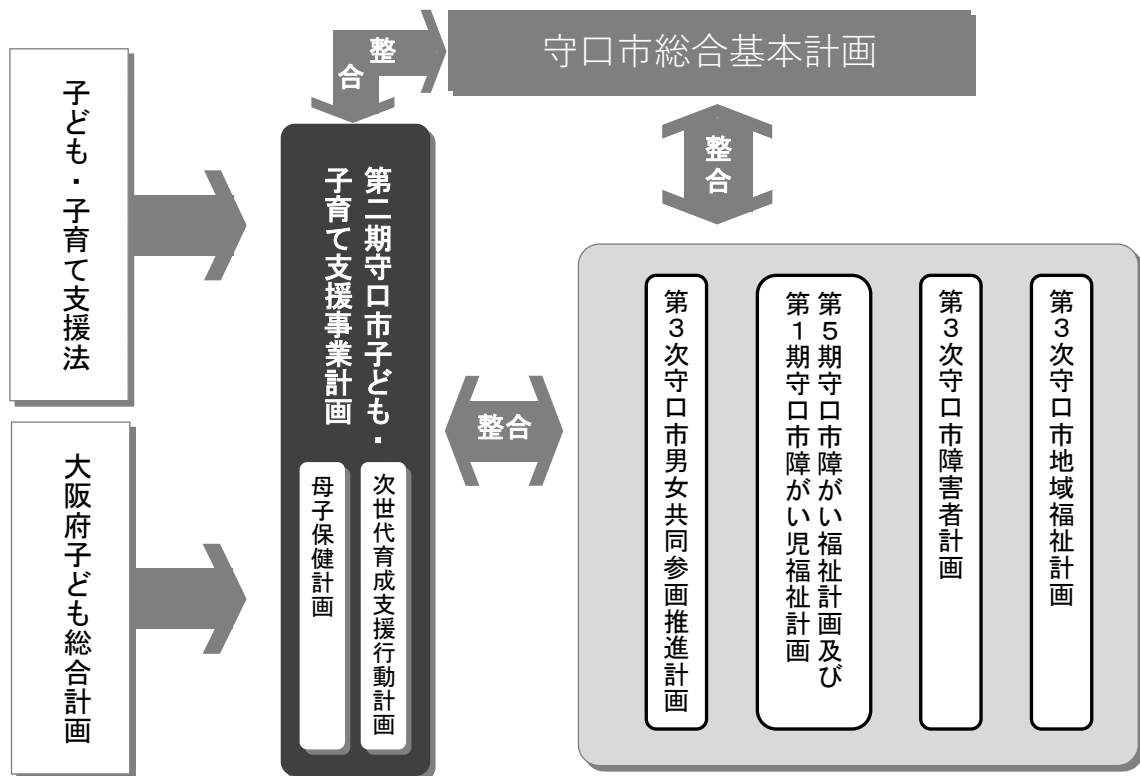 守口市総合基本計画
整
合
整
合
子ども・子育て支援法
大阪府子ども総合計画
第二期守口市子ども・
子育て支援事業計画
次世代育成支援行動計画
母子保健計画
整合
第３次守口市地域福祉計画
第３次守口市障害者計画
第５期守口市障がい福祉計画及び
第１期守口市障がい児福祉計画
第３次守口市男女共同参画推進計画